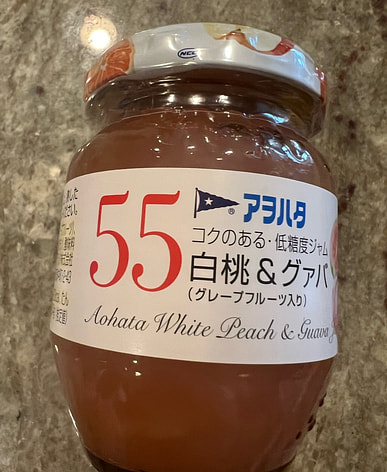 55
アヲハタ
コクのある・低糖度ジャム
白桃&グァバ
(グレープフルーツ入り)
Aohata White Peach & Guava